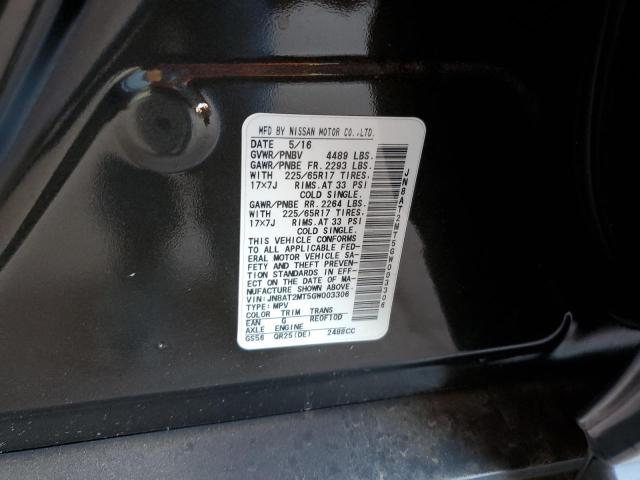 MFD BY NISSAN MOTOR CO.,LTD.
DATE 5/16
GVWR/PNBV 4489 LBS.
GAWR/PNBE FR. 2293 LBS.
WITH 225/65R17 TIRES.
17×7J RIMS.AT 33 PSI
COLD SINGLE.
GAWR/PNBE RR. 2264 LBS.
WITH 225/65R17 TIRES.
17×7J RIMS.AT 33 PSI
COLD SINGLE.
THIS VEHICLE CONFORMS
TO ALL APPLICABLE FED-
ERAL MOTOR VEHICLE SA-
FETY AND THEFT PREVEN-
TION STANDARDS IN EFF-
ECT ON THE DATE OF MA-
NUFACTURE SHOWN ABOVE.
VIN:JN8AT2MT5GW003306
TYPE:MPV
COLOR TRIM TRANS
EAN G RE0F10D
AXLE ENGINE
GS56 QR25(DE) 2488CC
JN8AT2MT5GW003306